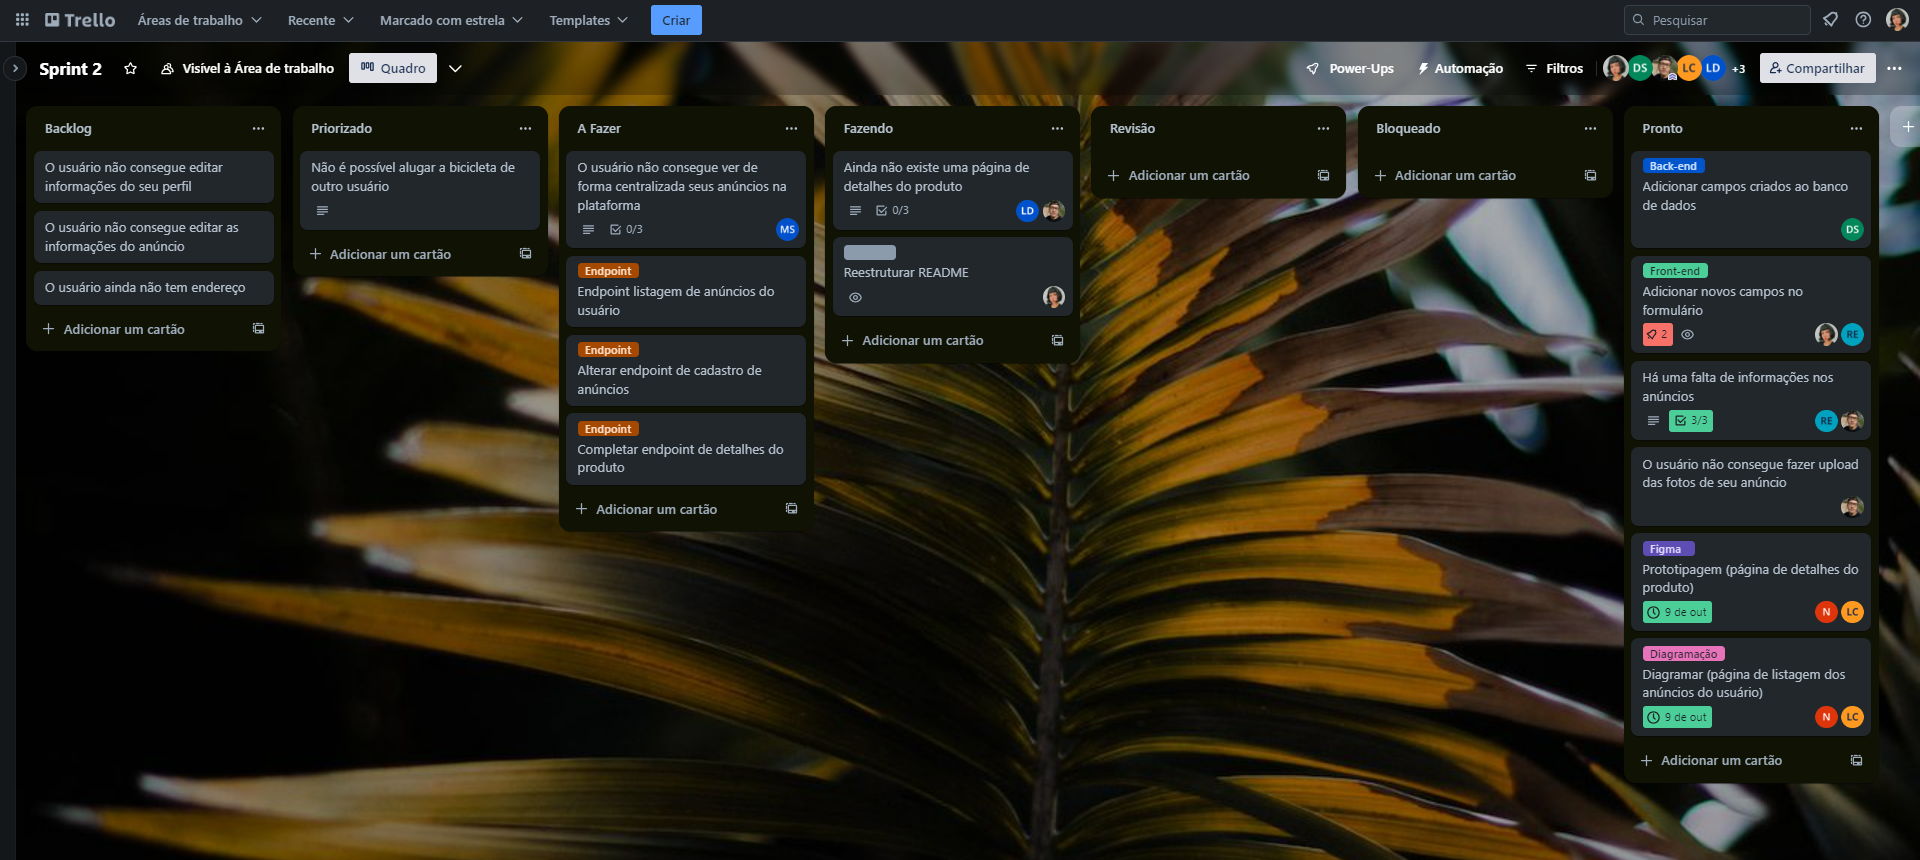 Trello
Áreas de trabalho
Recente
Marcado com estrela
Templates
Criar
Pesquisar
Sprint 2
Visível à Área de trabalho
Quadro
Power-Ups
Automação
Filtros
DS
LC
LD
+3
Compartilhar
Backlog
O usuário não consegue editar
informações do seu perfil
O usuário não consegue editar as
informações do anúncio
O usuário ainda não tem endereço
Adicionar um cartão
Priorizado
Não é possível alugar a bicicleta de
outro usuário
Adicionar um cartão
A Fazer
O usuário não consegue ver de
forma centralizada seus anúncios na
plataforma
0/3
MS
Endpoint
Endpoint listagem de anúncios do
usuário
Endpoint
Alterar endpoint de cadastro de
anúncios
Endpoint
Completar endpoint de detalhes do
produto
Adicionar um cartão
Fazendo
Ainda não existe uma página de
detalhes do produto
0/3
LD
Reestruturar README
Adicionar um cartão
Revisão
Adicionar um cartão
Bloqueado
Adicionar um cartão
Pronto
Back-end
Adicionar campos criados ao banco
de dados
DS
Front-end
Adicionar novos campos no
formulário
2
RE
Há uma falta de informações nos
anúncios
3/3
RE
O usuário não consegue fazer upload
das fotos de seu anúncio
Figma
Prototipagem (página de detalhes do
produto)
9 de out
N
LC
Diagramação
Diagramar (página de listagem dos
anúncios do usuário)
9 de out
N
LC
Adicionar um cartão